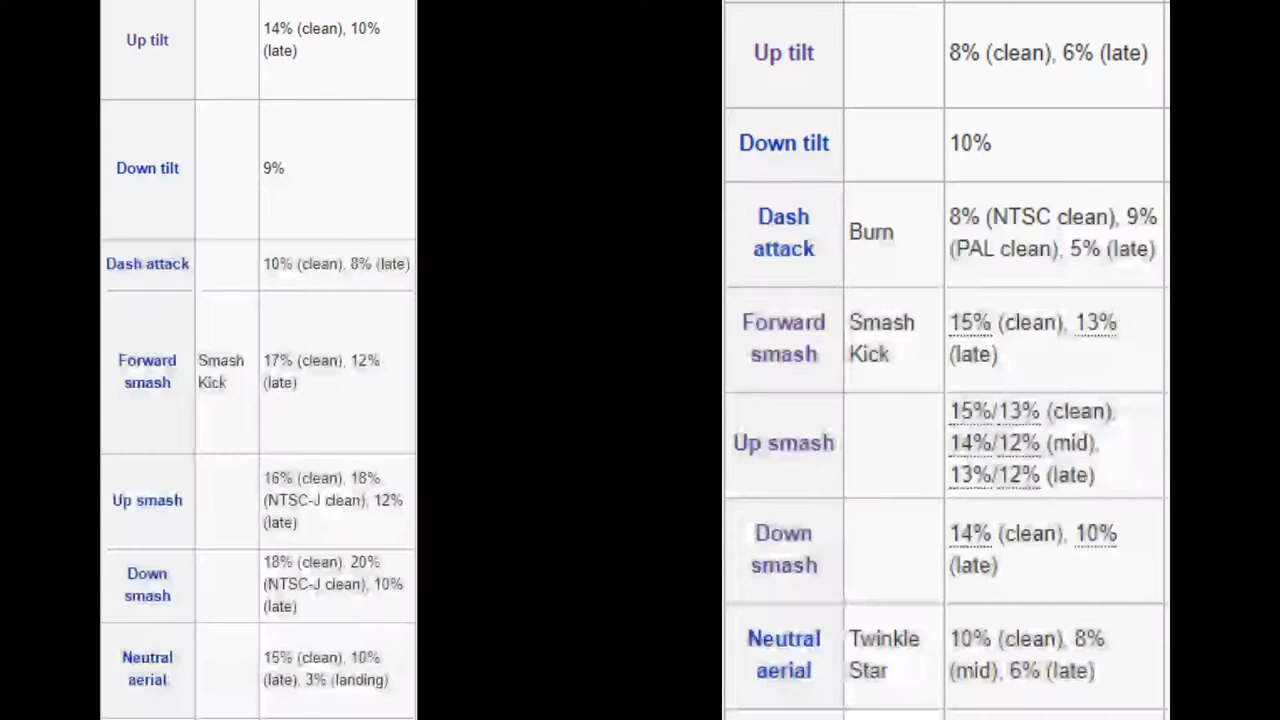 Up tilt
14% (clean), 10%
(late)
Down tilt
9%
Dash attack
10% (clean), 8% (late)
Forward
smash
Smash
Kick
17% (clean), 12%
(late)
Up smash
16% (clean), 18%
(NTSC-J clean), 12%
(late)
Down
smash
18% (clean), 20%
(NTSC-J clean), 10%
(late)
Neutral
aerial
15% (clean), 10%
(late), 3% (landing)
Up tilt
8% (clean), 6% (late)
Down tilt
10%
Dash
attack
Burn
8% (NTSC clean), 9%
(PAL clean), 5% (late)
Forward
smash
Smash
Kick
15% (clean), 13%
(late)
Up smash
15%/13% (clean),
14%/12% (mid),
13%/12% (late)
Down
smash
14% (clean), 10%
(late)
Neutral
aerial
Twinkle
Star
10% (clean), 8%
(mid), 6% (late)